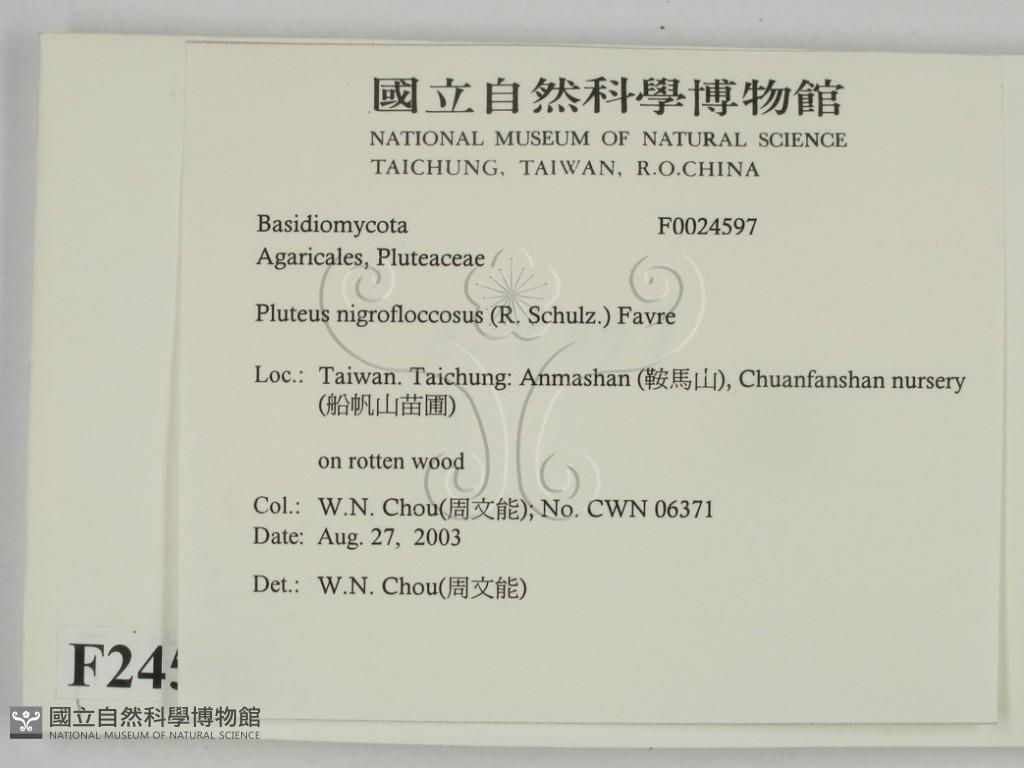 國立自然科學博物館
NATIONAL MUSEUM OF NATURAL SCIENCE
TAICHUNG, TAIWAN, R.O.CHINA
Basidiomycota F0024597
Agaricales, Pluteaceae
Pluteus nigrofloccosus (R. Schulz.) Favre
Loc.: Taiwan. Taichung: Anmashan (鞍馬山), Chuanfanshan nursery
(船帆山苗圃)
on rotten wood
Col.: W.N. Chou(周文能); No. CWN 06371
Date: Aug. 27, 2003
Det.: W.N. Chou(周文能)
F245
國立自然科學博物館
NATIONAL MUSEUM OF NATURAL SCIENCE